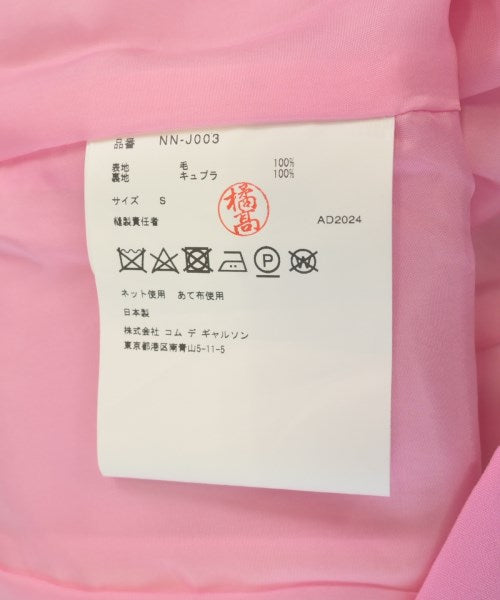 品番 NN-J003
表地 毛 100%
裏地 キュプラ 100%
サイズ S
橘髙
縫製責任者 AD2024
P W
ネット使用 あて布使用
日本製
株式会社 コム デ ギャルソン
東京都港区南青山5-11-5